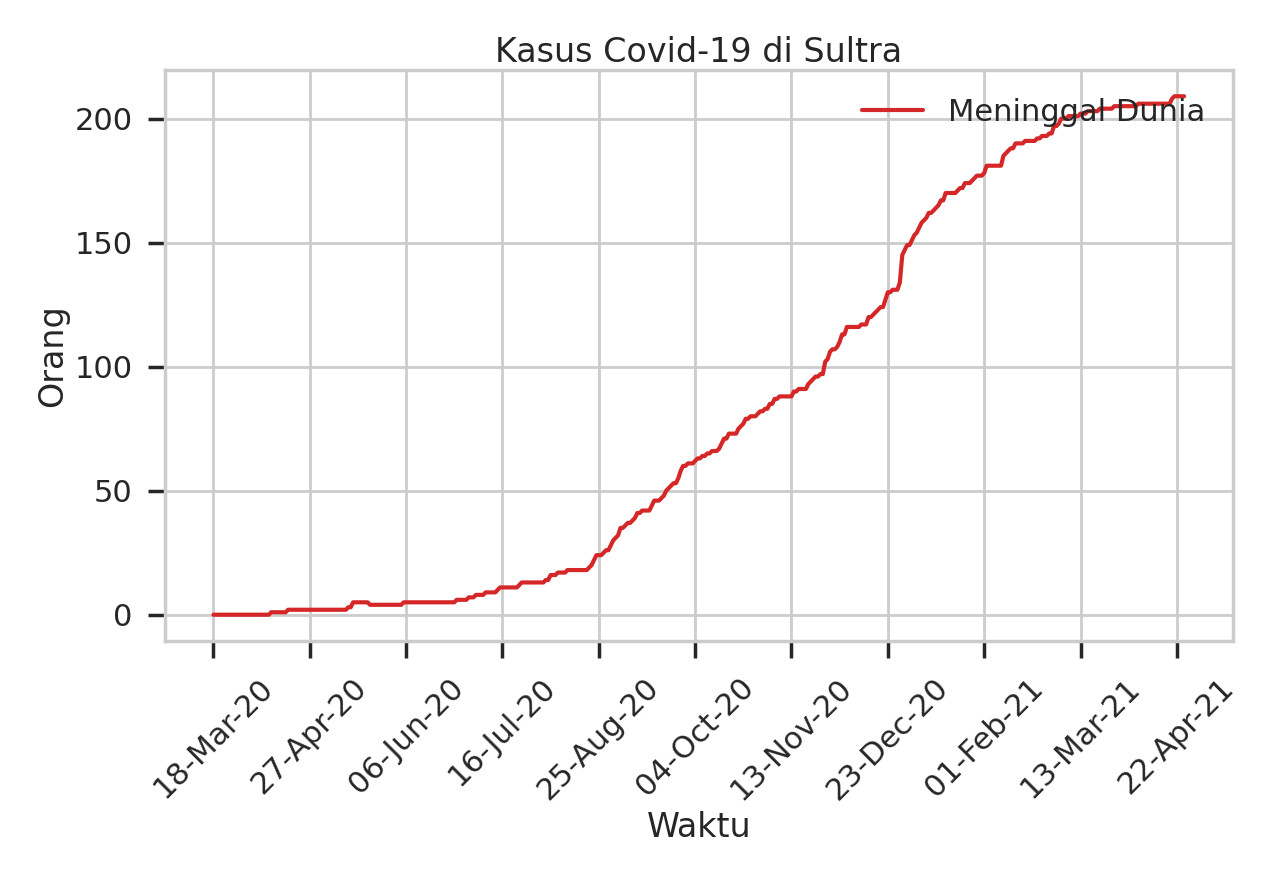 Kasus Covid-19 di Sultra
Meninggal Dunia
Orang
200
150
100
50
0
18-Mar-20
27-Apr-20
06-Jun-20
16-Jul-20
25-Aug-20
04-Oct-20
13-Nov-20
23-Dec-20
01-Feb-21
13-Mar-21
22-Apr-21
Waktu